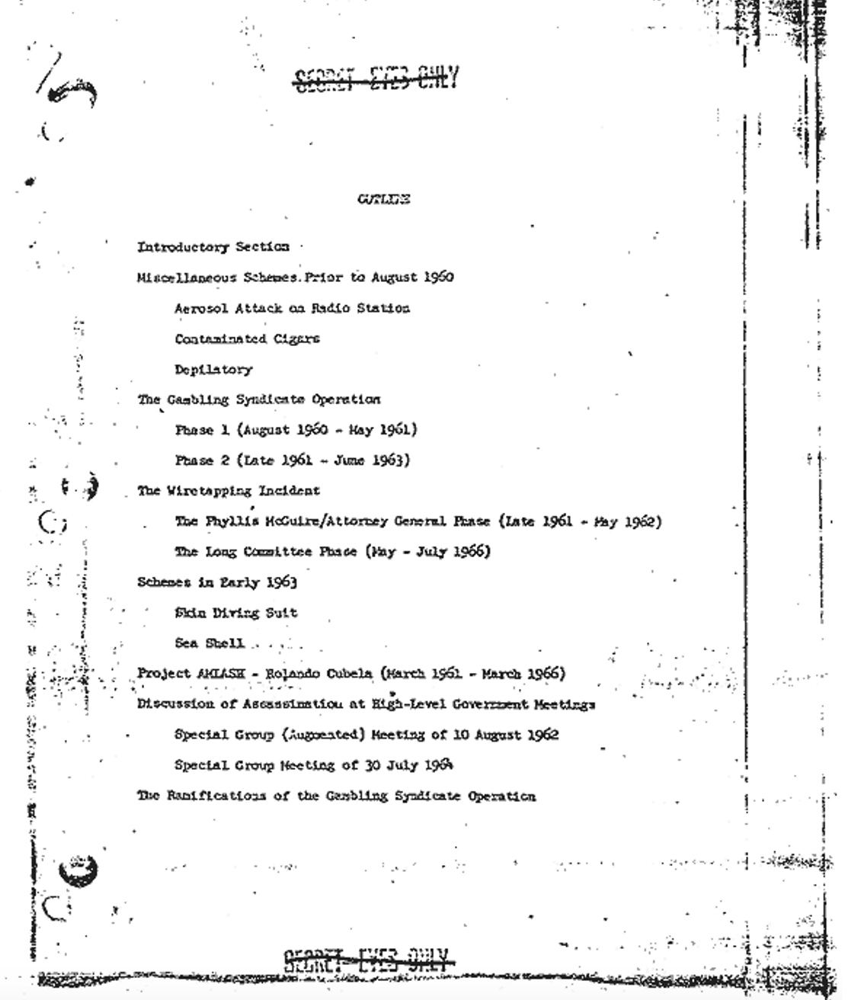 SECRET EYES ONLY
OUTLINE
Introductory Section
Miscellaneous Schemes Prior to August 1960
Aerosol Attack on Radio Station
Contaminated Cigars
Depilatory
The Gambling Syndicate Operation
Phase 1 (August 1960 - May 1961)
Phase 2 (Late 1961 - June 1963)
The Wiretapping Incident
The Phyllis McGuire/Attorney General Phase (Late 1961 - May 1962)
The Long Committee Phase (May - July 1966)
Schemes in Early 1963
Skin Diving Suit
Sea Shell
Project AMLASH - Rolando Cubela (March 1961 - March 1966)
Discussion of Assassination at High-Level Government Meetings
Special Group (Augmented) Meeting of 10 August 1962
Special Group Meeting of 30 July 1964
The Ramifications of the Gambling Syndicate Operation
SECRET EYES ONLY